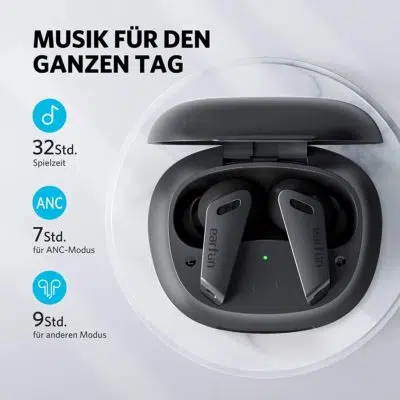 MUSIK FÜR DEN
GANZEN TAG
32Std.
Spielzeit
ANC
7Std.
für ANC-Modus
9Std.
für anderen Modus
earfun
earfun